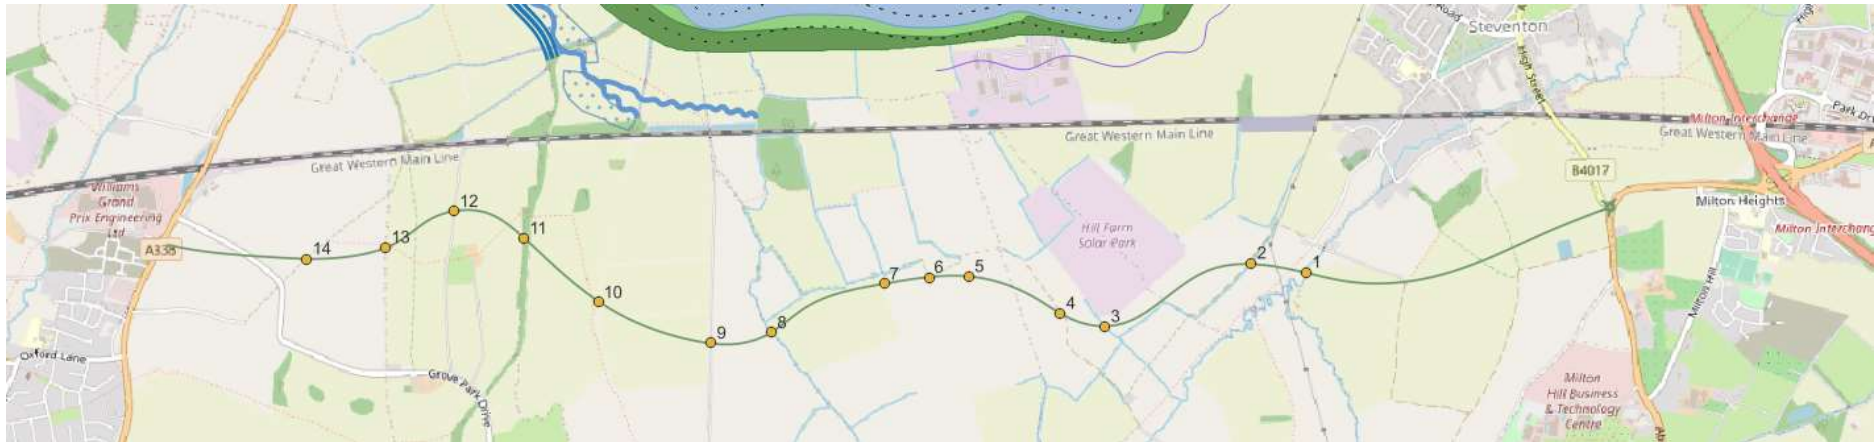 Road
Steventon
High Street
High
Park Dr
Milton Interchange
Great Western Main Line
Great Western Main Line
Great Western Main Line
B4017
Williams
Grand
Prix Engineering
Ltd
A338
Milton Heights
Milton Interchang
Hill Farm
Solar Park
Milton Hill
14
13
12
11
10
9
8
7
6
5
4
3
2
1
Oxford Lane
Grove Park Drive
Milton
Hill Business
& Technology
Centre